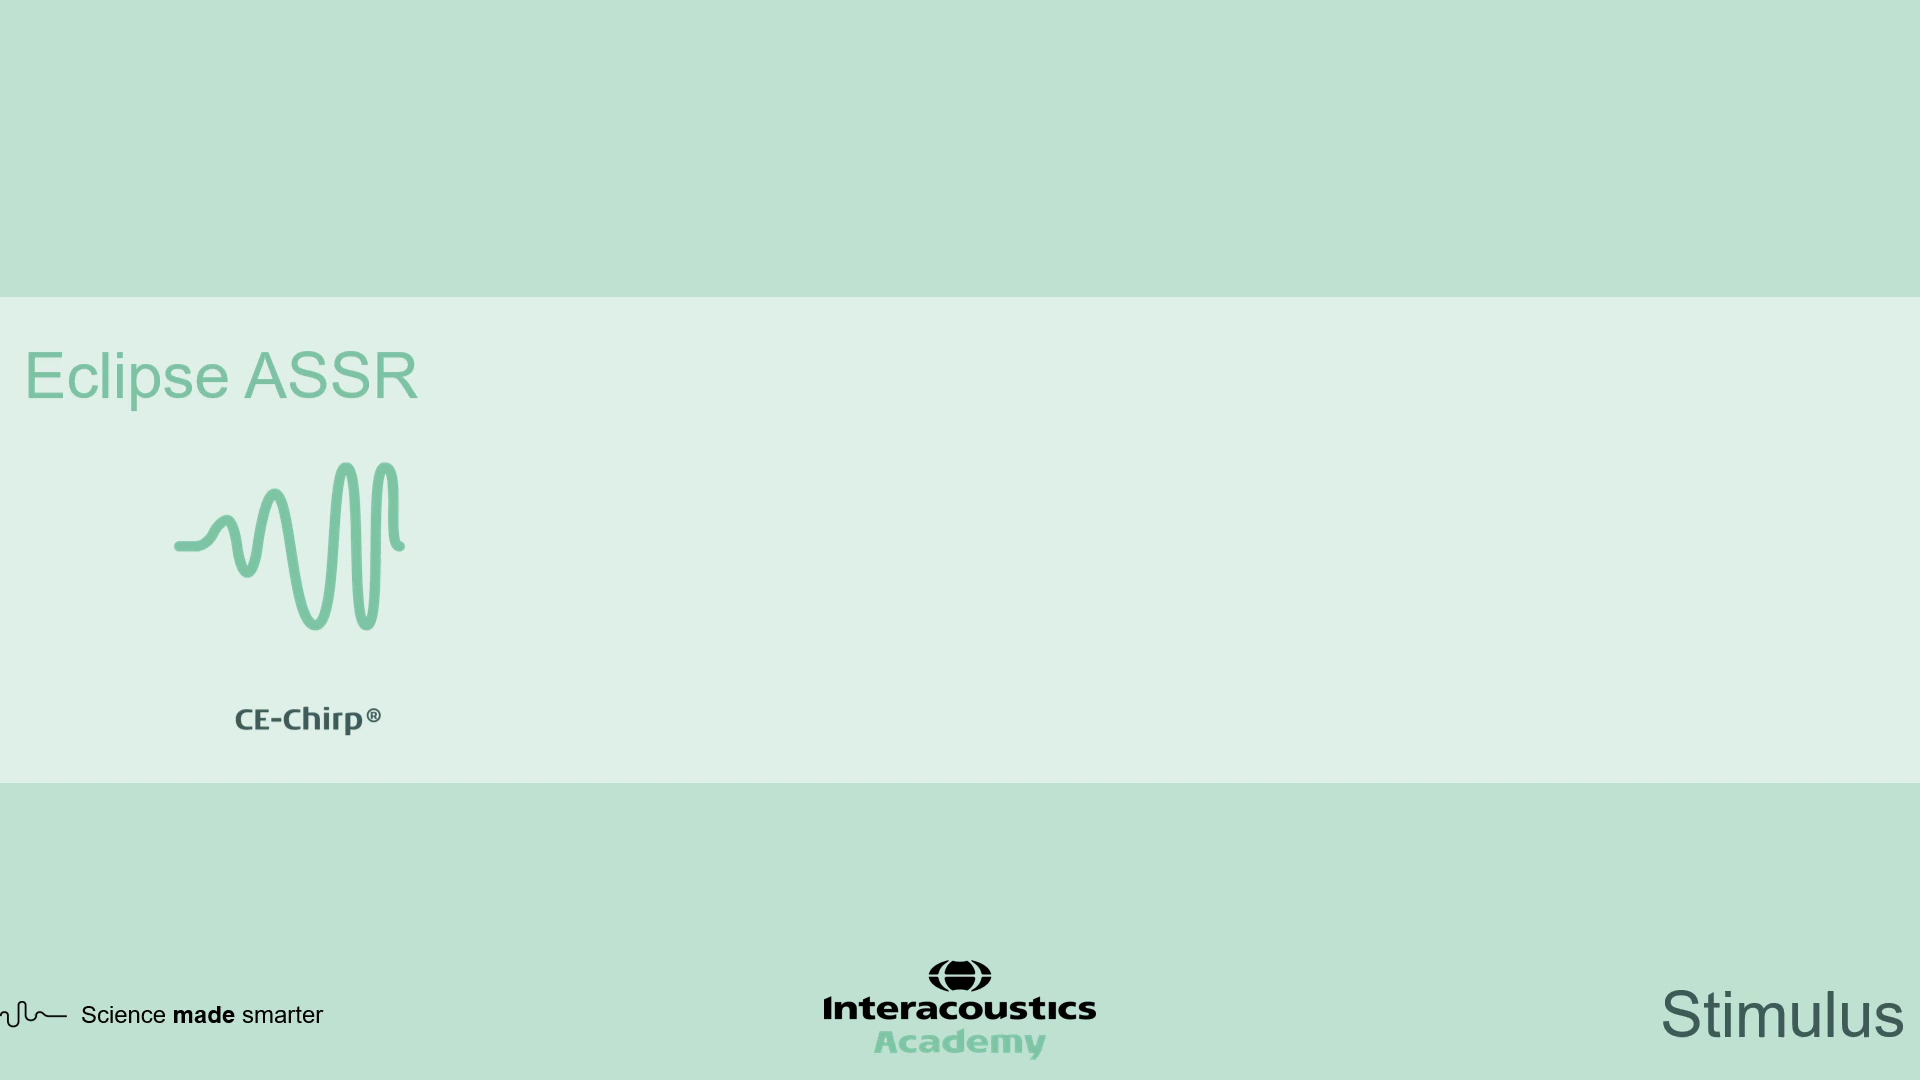 Eclipse ASSR
CE-Chirp®
Science made smarter
Interacoustics
Academy
Stimulus